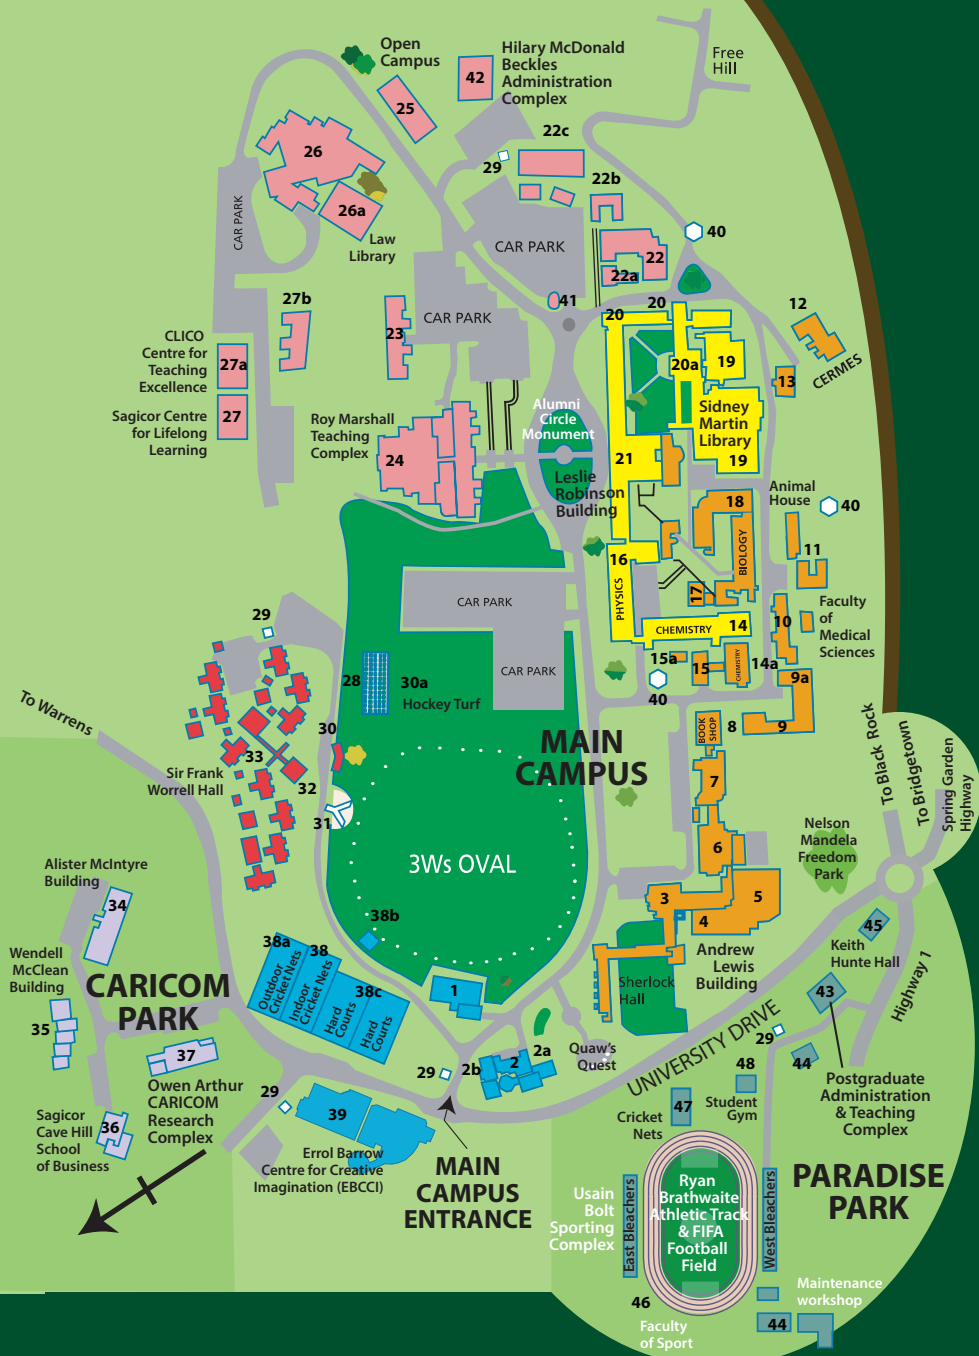 Open
Campus
42
Hilary McDonald
Beckles
Administration
Complex
Free
Hill
25
22c
26
29
22b
CAR PARK
26a
Law
Library
CAR PARK
22
22a
40
27b
41
20
20
12
CLICO
Centre for
Teaching
Excellence
27a
23
CAR PARK
20a
19
13
CERMES
Sagicor Centre
for Lifelong
Learning
27
Roy Marshall
Teaching
Complex
24
Alumni
Circle
Monument
Sidney
Martin
Library
19
21
Leslie
Robinson
Building
18
Animal
House
40
BIOLOGY
11
16
PHYSICS
17
CAR PARK
29
CHEMISTRY
14
10
Faculty
of
Medical
Sciences
28
30a
Hockey Turf
CAR PARK
15a
15
CHEMISTRY
14a
9a
40
To Warrens
30
MAIN
CAMPUS
BOOK
SHOP
8
9
To Black Rock
To Bridgetown
Spring Garden
Highway
33
Sir Frank
Worrell Hall
32
31
7
Nelson
Mandela
Freedom
Park
3Ws OVAL
6
Alister McIntyre
Building
34
38b
3
5
4
45
Keith
Hunte Hall
Andrew
Lewis
Building
Wendell
McClean
Building
38a
Outdoor
Cricket Nets
38
Indoor
Cricket Nets
38c
Hard
Courts
Hard
Courts
1
Sherlock
Hall
43
Highway 1
CARICOM
PARK
35
37
UNIVERSITY DRIVE
29
2b
2
2a
Quaw's
Quest
29
44
48
Student
Gym
Owen Arthur
CARICOM
Research
Complex
29
39
Cricket
Nets
47
Postgraduate
Administration
& Teaching
Complex
Sagicor
Cave Hill
School
of Business
36
Errol Barrow
Centre for Creative
Imagination (EBCCI)
MAIN
CAMPUS
ENTRANCE
PARADISE
PARK
Usain
Bolt
Sporting
Complex
East Bleachers
Ryan
Brathwaite
Athletic Track
& FIFA
Football
Field
West Bleachers
46
Faculty
of Sport
Maintenance
workshop
44